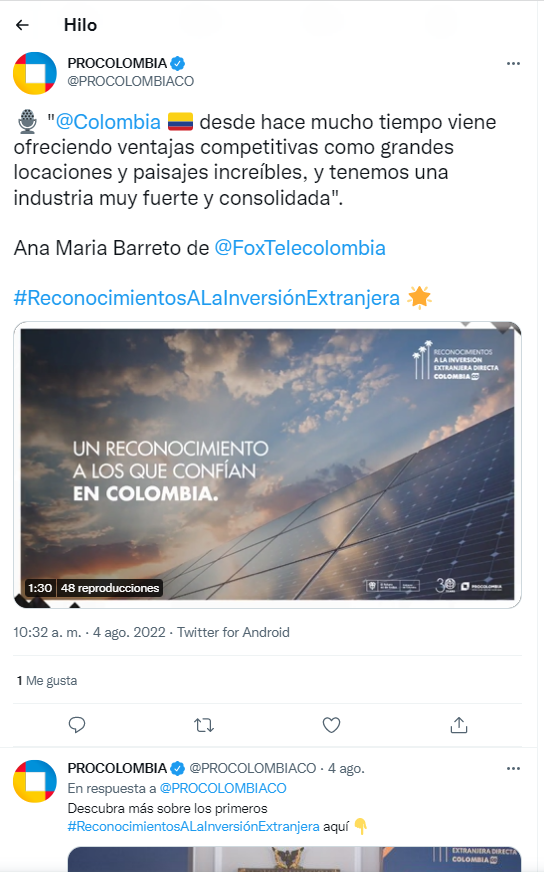 Hilo
PROCOLOMBIA
@PROCOLOMBIACO
"@Colombia 🇨🇴 desde hace mucho tiempo viene
ofreciendo ventajas competitivas como grandes
locaciones y paisajes increíbles, y tenemos una
industria muy fuerte y consolidada".
Ana Maria Barreto de @FoxTelecolombia
#ReconocimientosALaInversiónExtranjera
RECONOCIMIENTOS
A LA INVERSIÓN
EXTRANJERA DIRECTA
COLOMBIA
UN RECONOCIMIENTO
A LOS QUE CONFÍAN
EN COLOMBIA.
1:30 48 reproducciones
30 PROCOLOMBIA
10:32 a. m. · 4 ago. 2022 · Twitter for Android
1 Me gusta
PROCOLOMBIA @PROCOLOMBIACO · 4 ago.
En respuesta a @PROCOLOMBIACO
Descubra más sobre los primeros
#ReconocimientosALaInversiónExtranjera aquí
EXTRANJERA DIRECTA
COLOMBIA